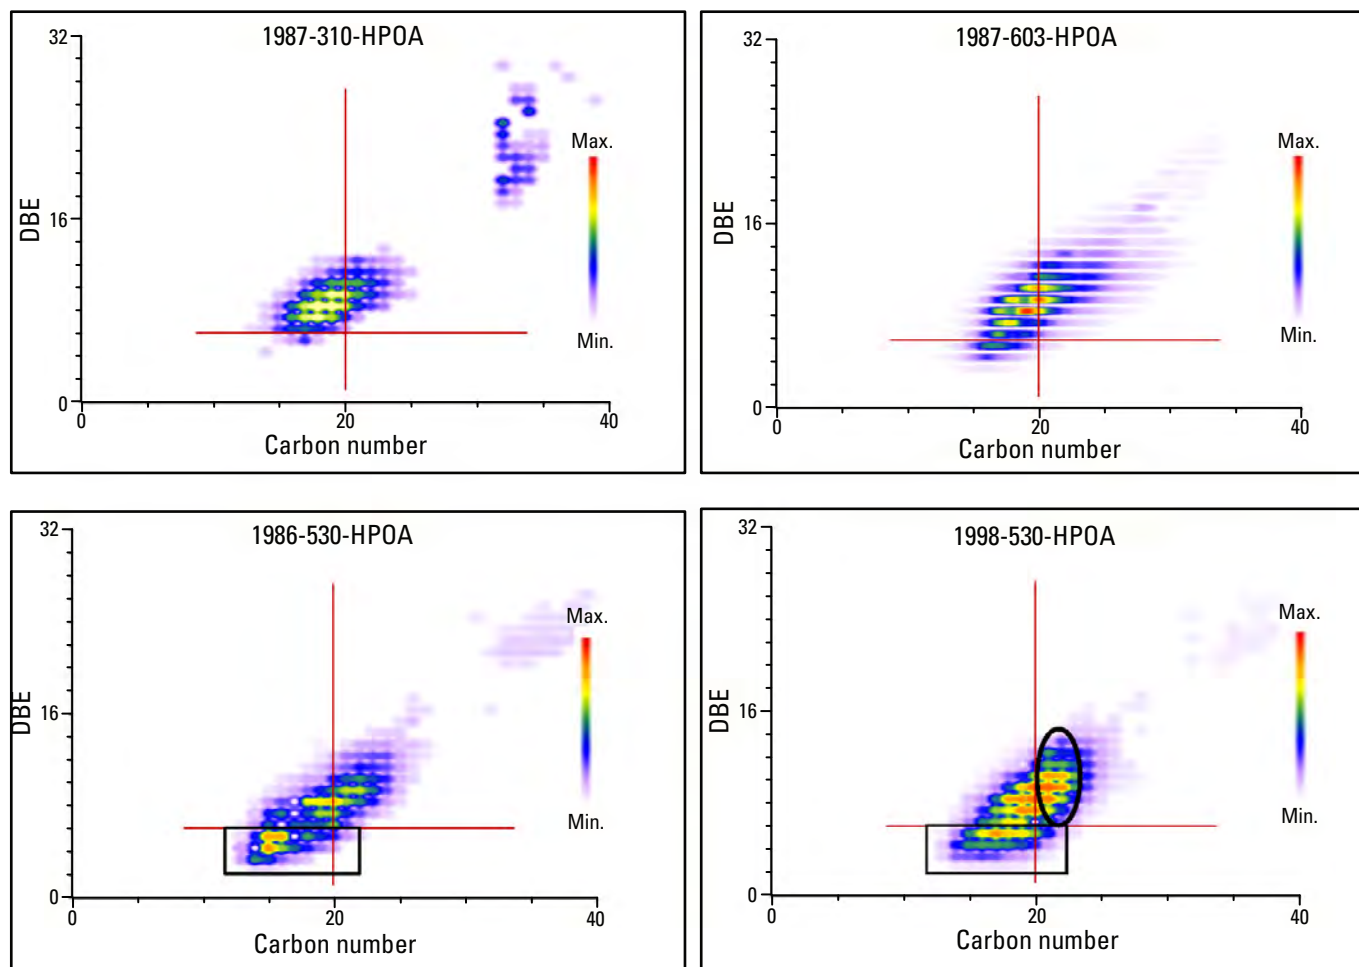 1987-310-HPOA
32
16
0
DBE
Max.
Min.
0
20
40
Carbon number
1987-603-HPOA
32
16
0
DBE
Max.
Min.
0
20
40
Carbon number
1986-530-HPOA
32
16
0
DBE
Max.
Min.
0
20
40
Carbon number
1998-530-HPOA
32
16
0
DBE
Max.
Min.
0
20
40
Carbon number